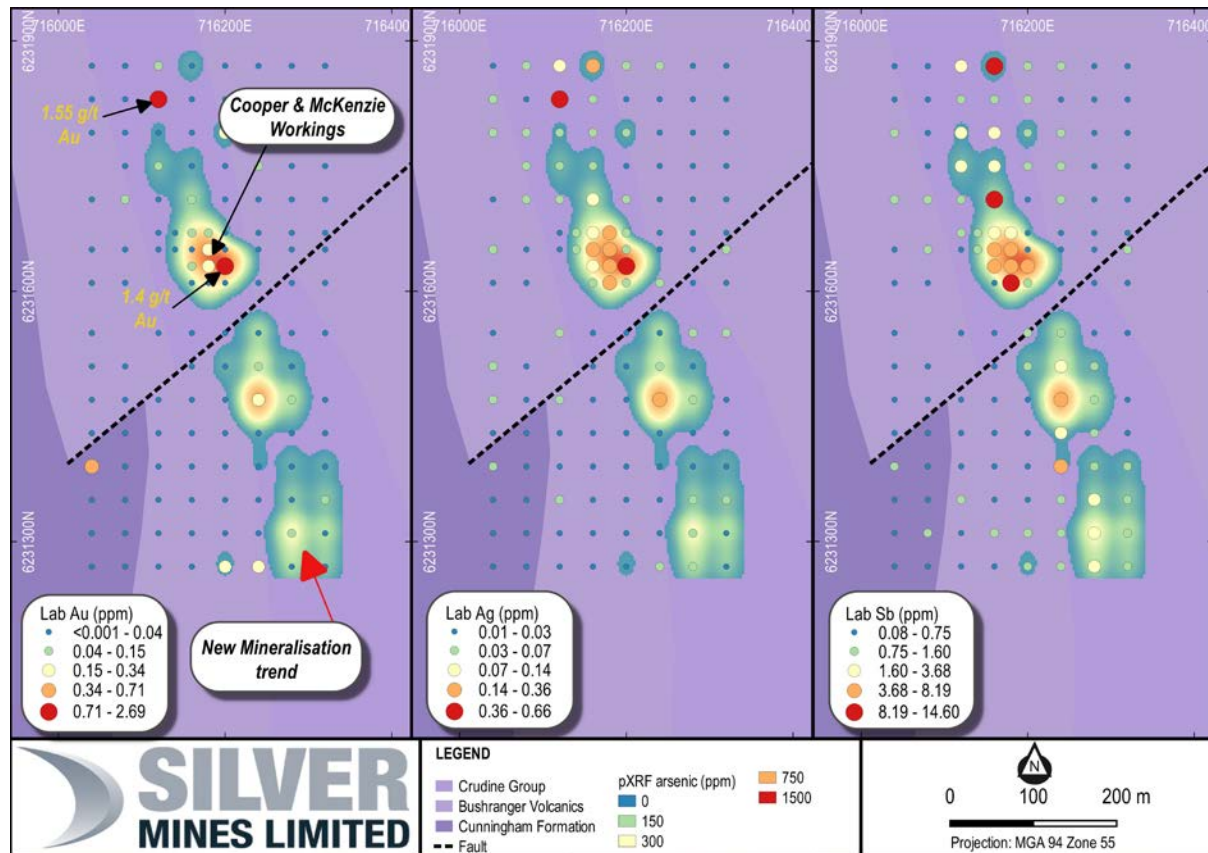 716000E
716200E
716400
6231900N
6231600N
6231300N
1.55 g/t
Au
Cooper & McKenzie
Workings
1.4 g/t
Au
New Mineralisation
trend
Lab Au (ppm)
<0.001 - 0.04
0.04 - 0.15
0.15 - 0.34
0.34 - 0.71
0.71 - 2.69
716000E
716200E
716400
6231900N
6231600N
6231300N
Lab Ag (ppm)
0.01 - 0.03
0.03 - 0.07
0.07 - 0.14
0.14 - 0.36
0.36 - 0.66
716000E
716200E
716400
6231900N
6231600N
6231300N
Lab Sb (ppm)
0.08 - 0.75
0.75 - 1.60
1.60 - 3.68
3.68 - 8.19
8.19 - 14.60
SILVER
MINES LIMITED
LEGEND
Crudine Group
Bushranger Volcanics
Cunningham Formation
Fault
pXRF arsenic (ppm)
0
150
300
750
1500
N
0 100 200 m
Projection: MGA 94 Zone 55